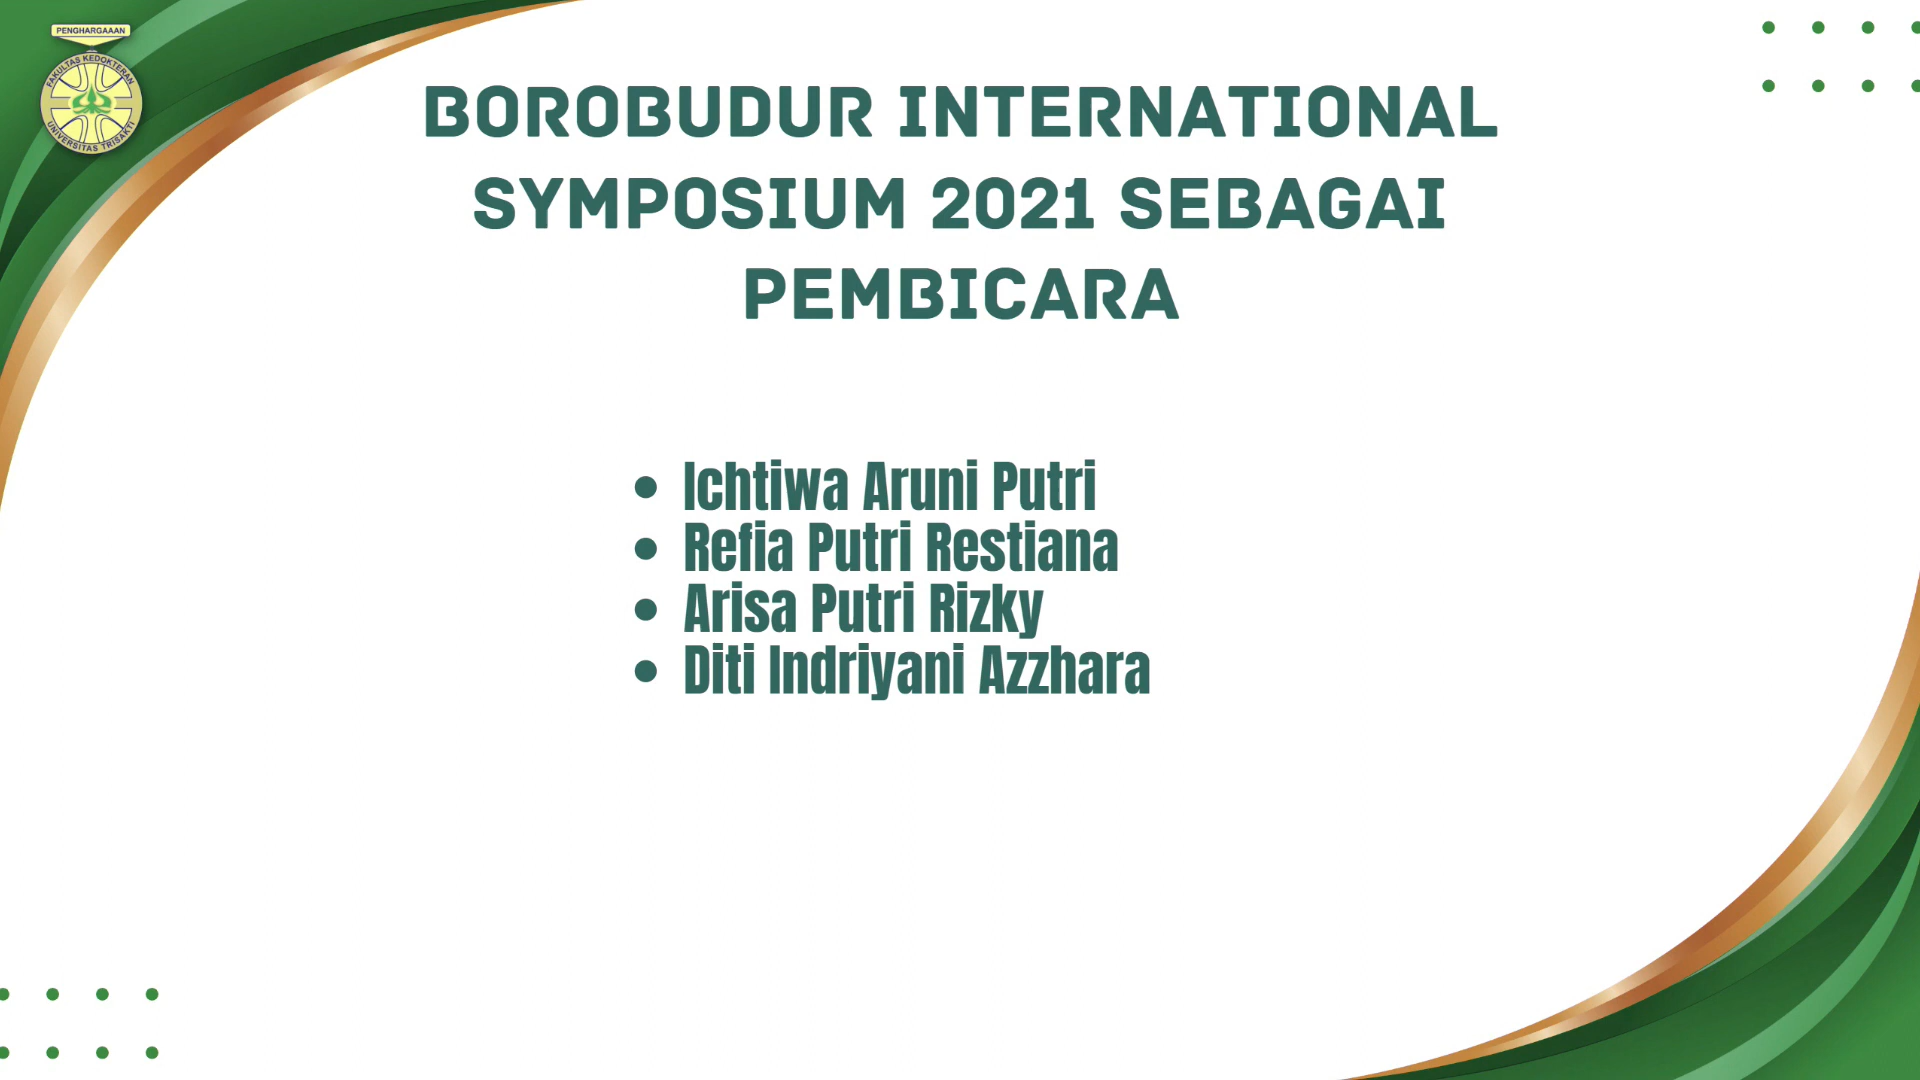 PENGHARGAAAN
FAKULTAS KEDOKTERAN
UNIVERSITAS TRISAKTI
BOROBUDUR INTERNATIONAL
SYMPOSIUM 2021 SEBAGAI
PEMBICARA
• Ichtiwa Aruni Putri
• Refia Putri Restiana
• Arisa Putri Rizky
• Diti Indriyani Azzhara